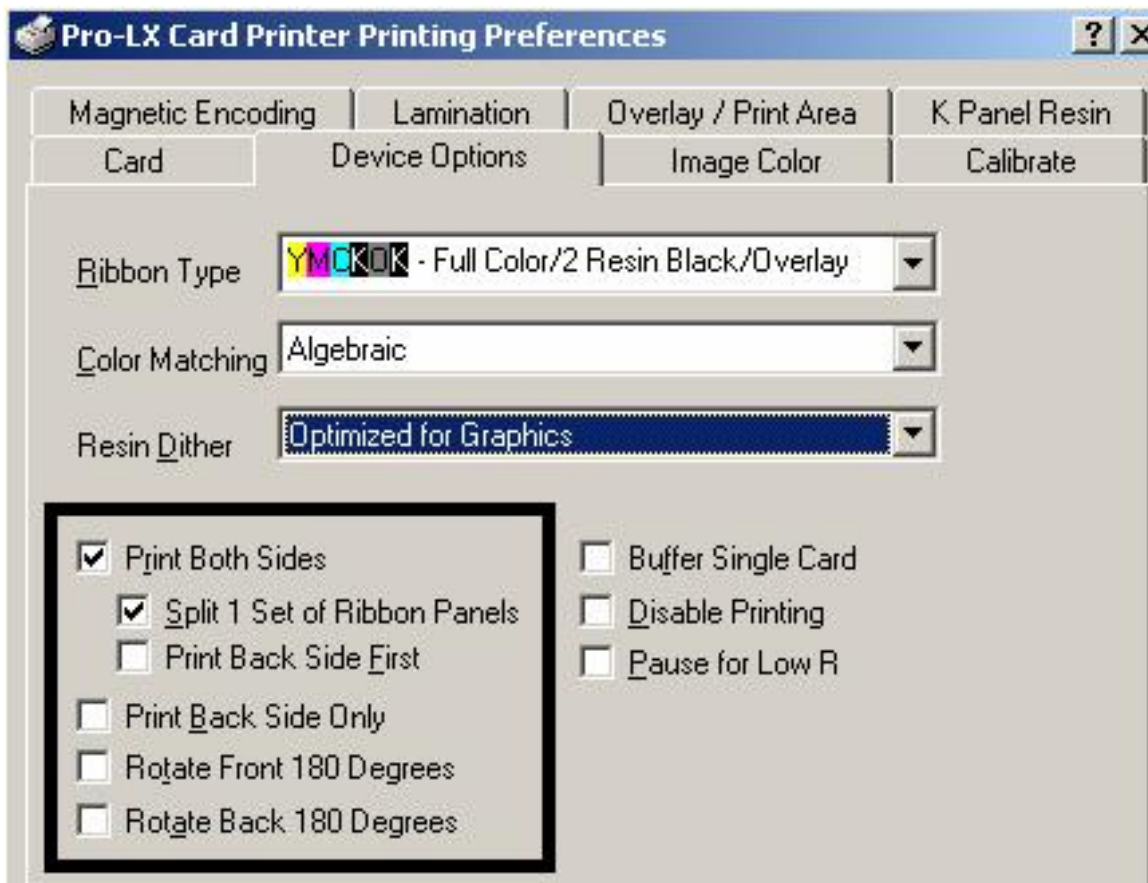 Pro-LX Card Printer Printing Preferences
Magnetic Encoding Lamination Overlay / Print Area K Panel Resin
Card Device Options Image Color Calibrate
Ribbon Type YMCKOK - Full Color/2 Resin Black/Overlay
Color Matching Algebraic
Resin Dither Optimized for Graphics
Print Both Sides
Split 1 Set of Ribbon Panels
Print Back Side First
Print Back Side Only
Rotate Front 180 Degrees
Rotate Back 180 Degrees
Buffer Single Card
Disable Printing
Pause for Low R